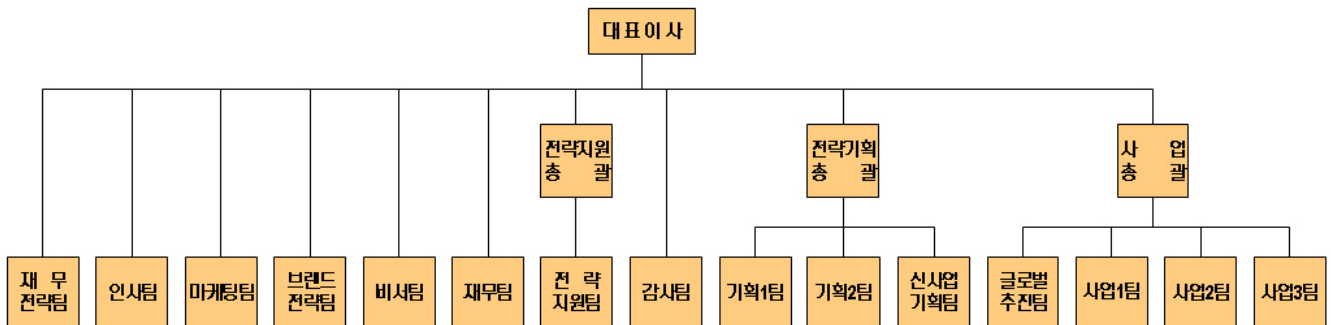 대표이사
전략지원
총 괄
전략기획
총 괄
사 업
총 괄
재 무
전략팀
인사팀
마케팅팀
브랜드
전략팀
비서팀
재무팀
전 략
지원팀
감사팀
기획1팀
기획2팀
신사업
기획팀
글로벌
추진팀
사업1팀
사업2팀
사업3팀